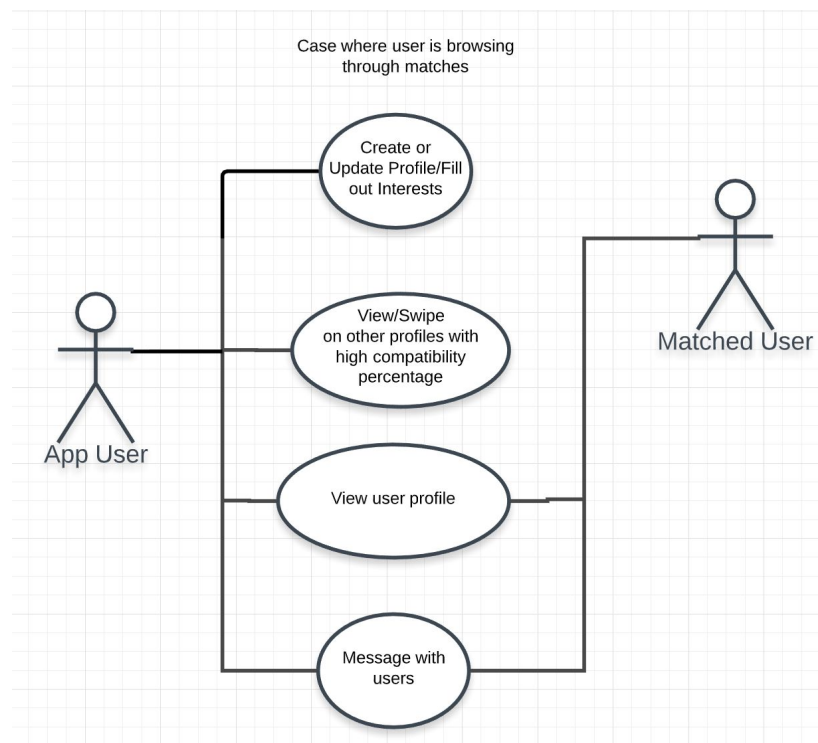 Case where user is browsing
through matches
Create or
Update Profile/Fill
out Interests
View/Swipe
on other profiles with
high compatibility
percentage
View user profile
Message with
users
App User
Matched User